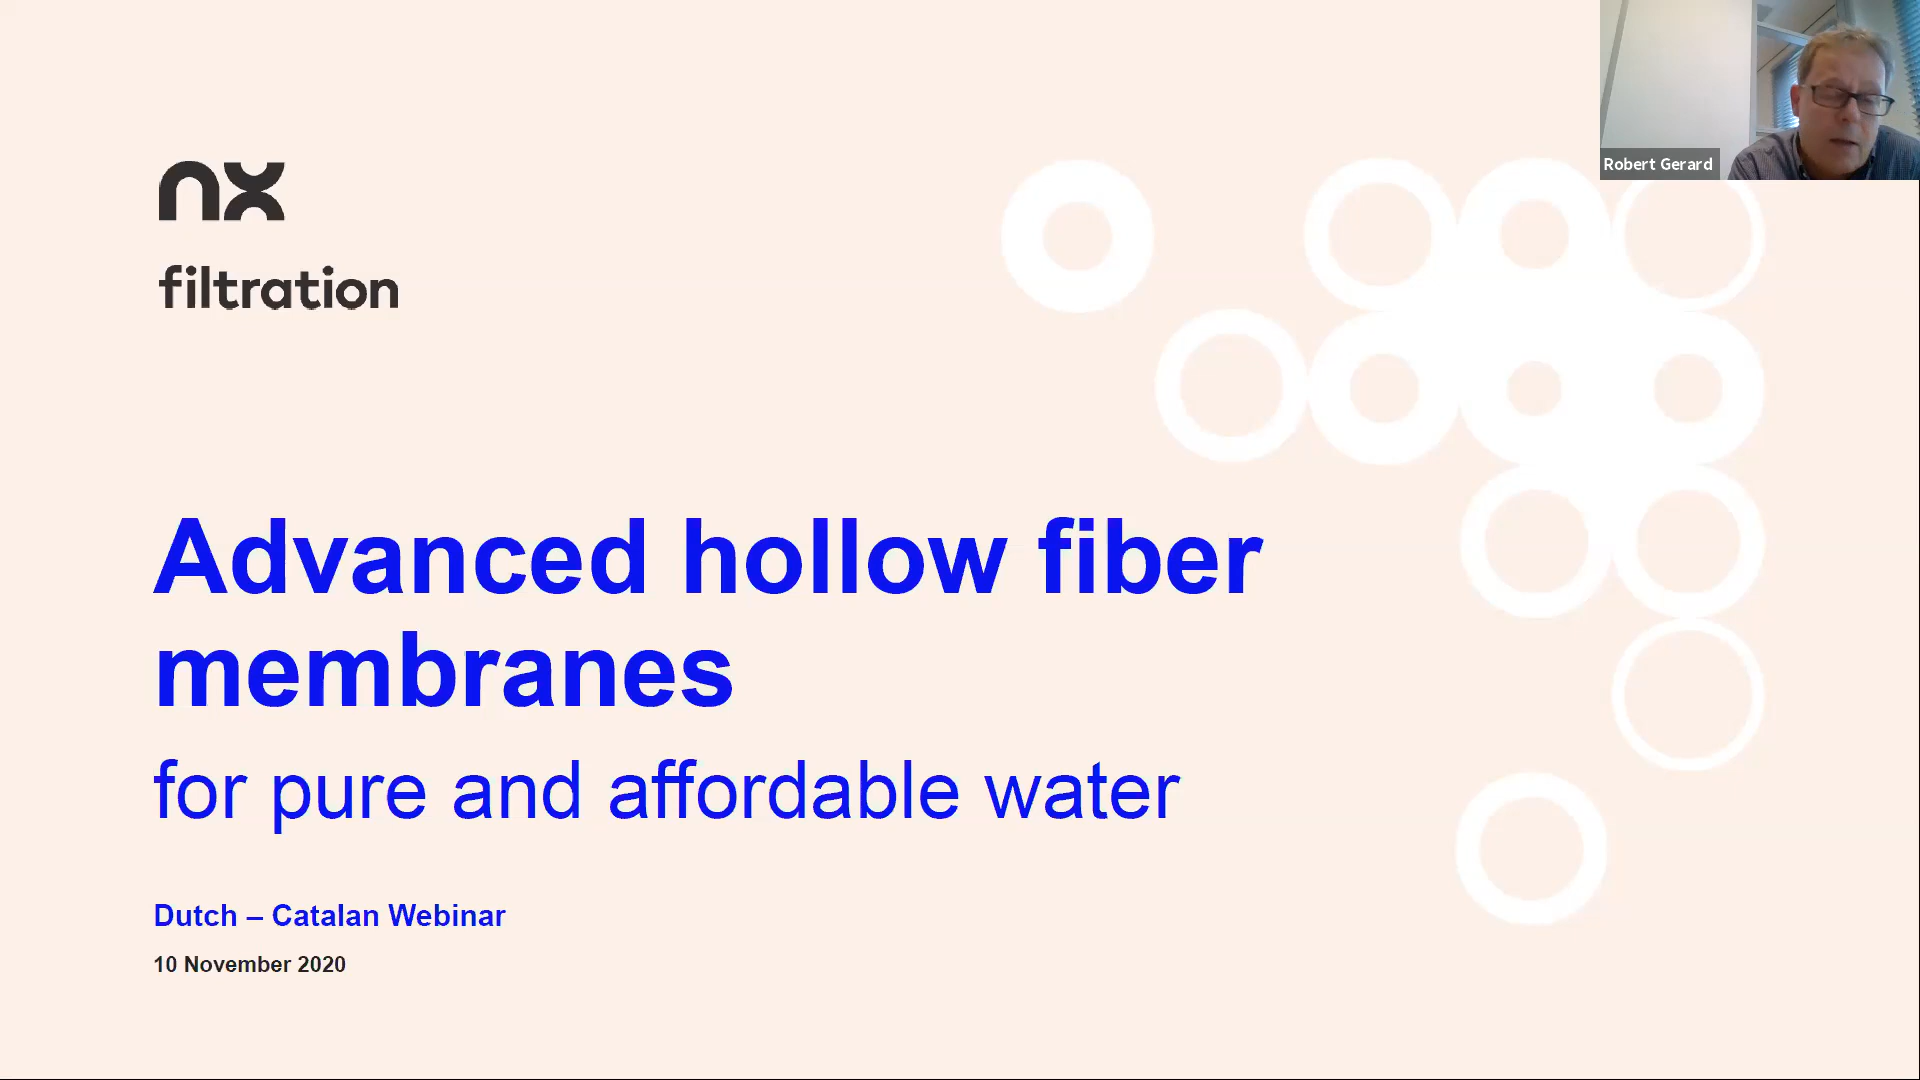 Robert Gerard
nx
filtration
Advanced hollow fiber
membranes
for pure and affordable water
Dutch – Catalan Webinar
10 November 2020